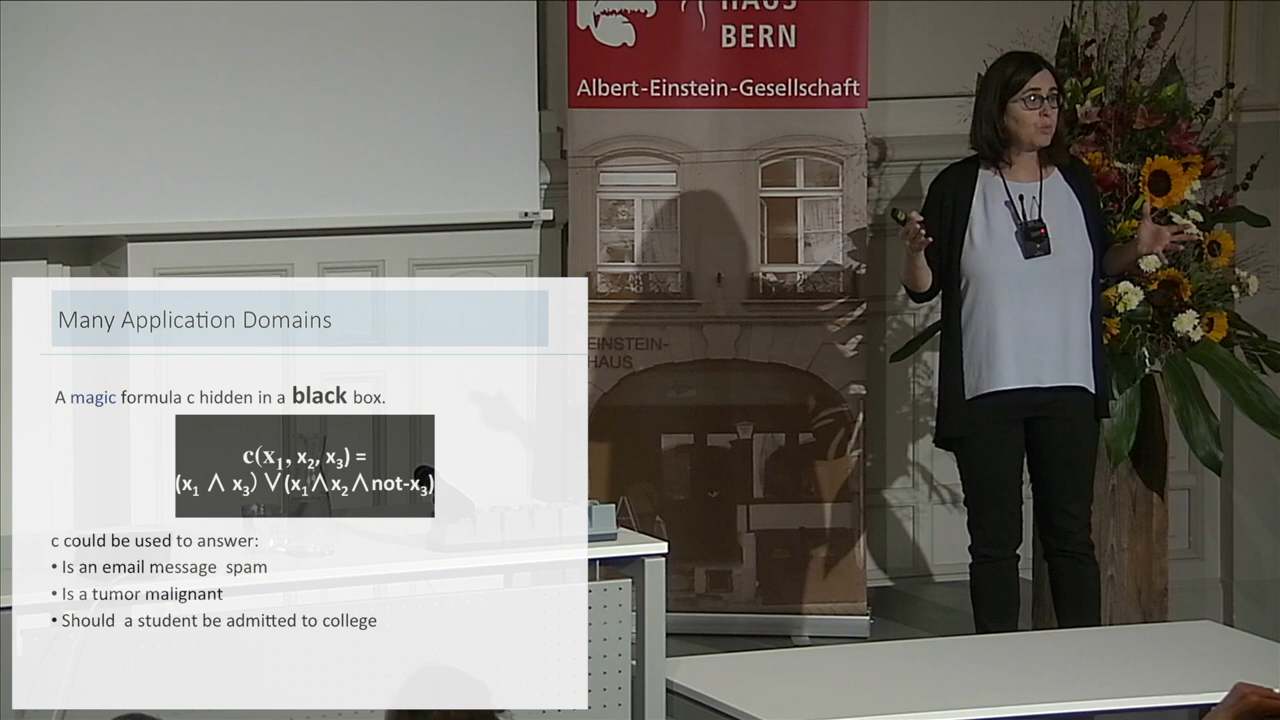 HAUS
BERN
Albert-Einstein-Gesellschaft
EINSTEIN-
HAUS
Many Application Domains
A magic formula c hidden in a black box.
c(x₁, x₂, x₃) =
(x₁ ∧ x₃) ∨ (x₁ ∧ x₂ ∧ not-x₃)
c could be used to answer:
• Is an email message spam
• Is a tumor malignant
• Should a student be admitted to college